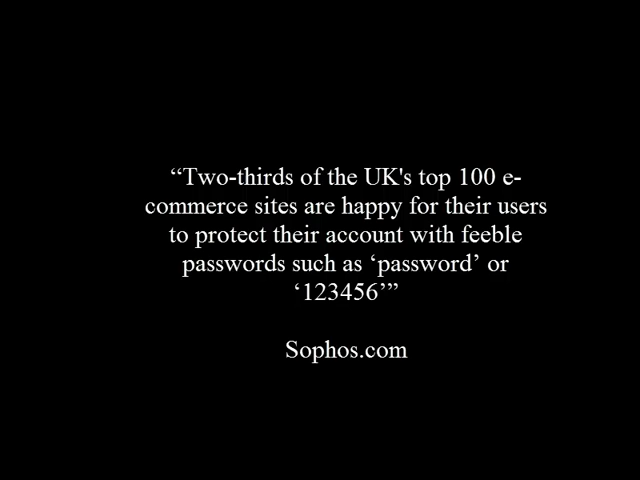 “Two-thirds of the UK's top 100 e-
commerce sites are happy for their users
to protect their account with feeble
passwords such as ‘password’ or
‘123456’”
Sophos.com